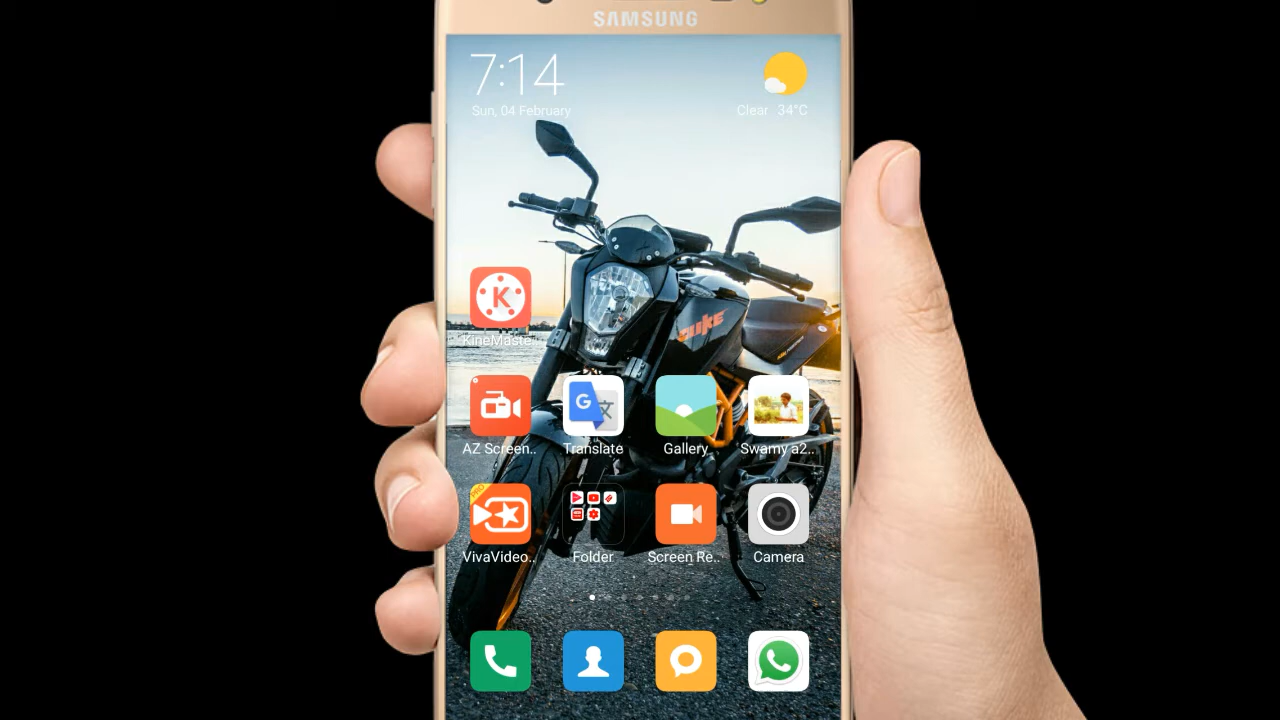 SAMSUNG
7:14
Sun, 04 February
Clear 34°C
DUKE
K
KineMaste..
AZ Screen..
G
Translate
Gallery
Swamy a2..
VivaVideo..
Folder
Screen Re..
Camera